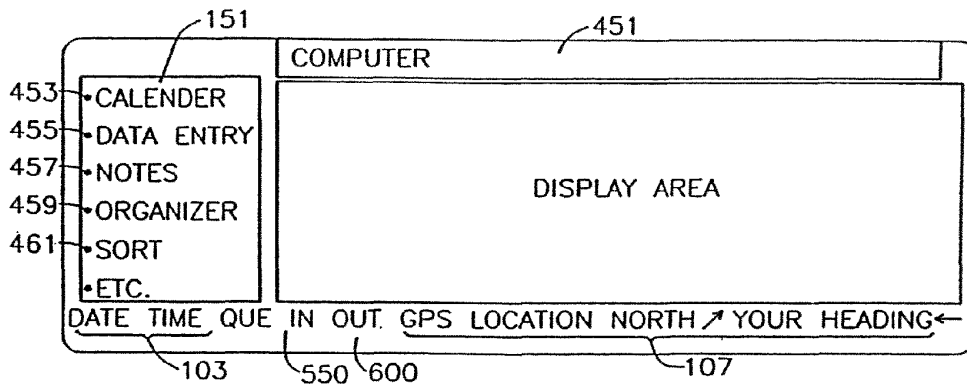 151
451
COMPUTER
453 •CALENDER
455 •DATA ENTRY
457 •NOTES
459 •ORGANIZER
461 •SORT
•ETC.
DISPLAY AREA
DATE TIME QUE IN OUT. GPS LOCATION NORTH↗ YOUR HEADING←
103 550 600 107